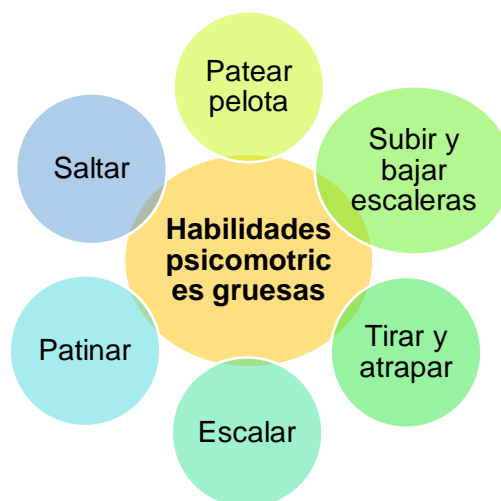 Patear
pelota
Subir y
bajar
escaleras
Tirar y
atrapar
Escalar
Patinar
Saltar
Habilidades
psicomotric
es gruesas